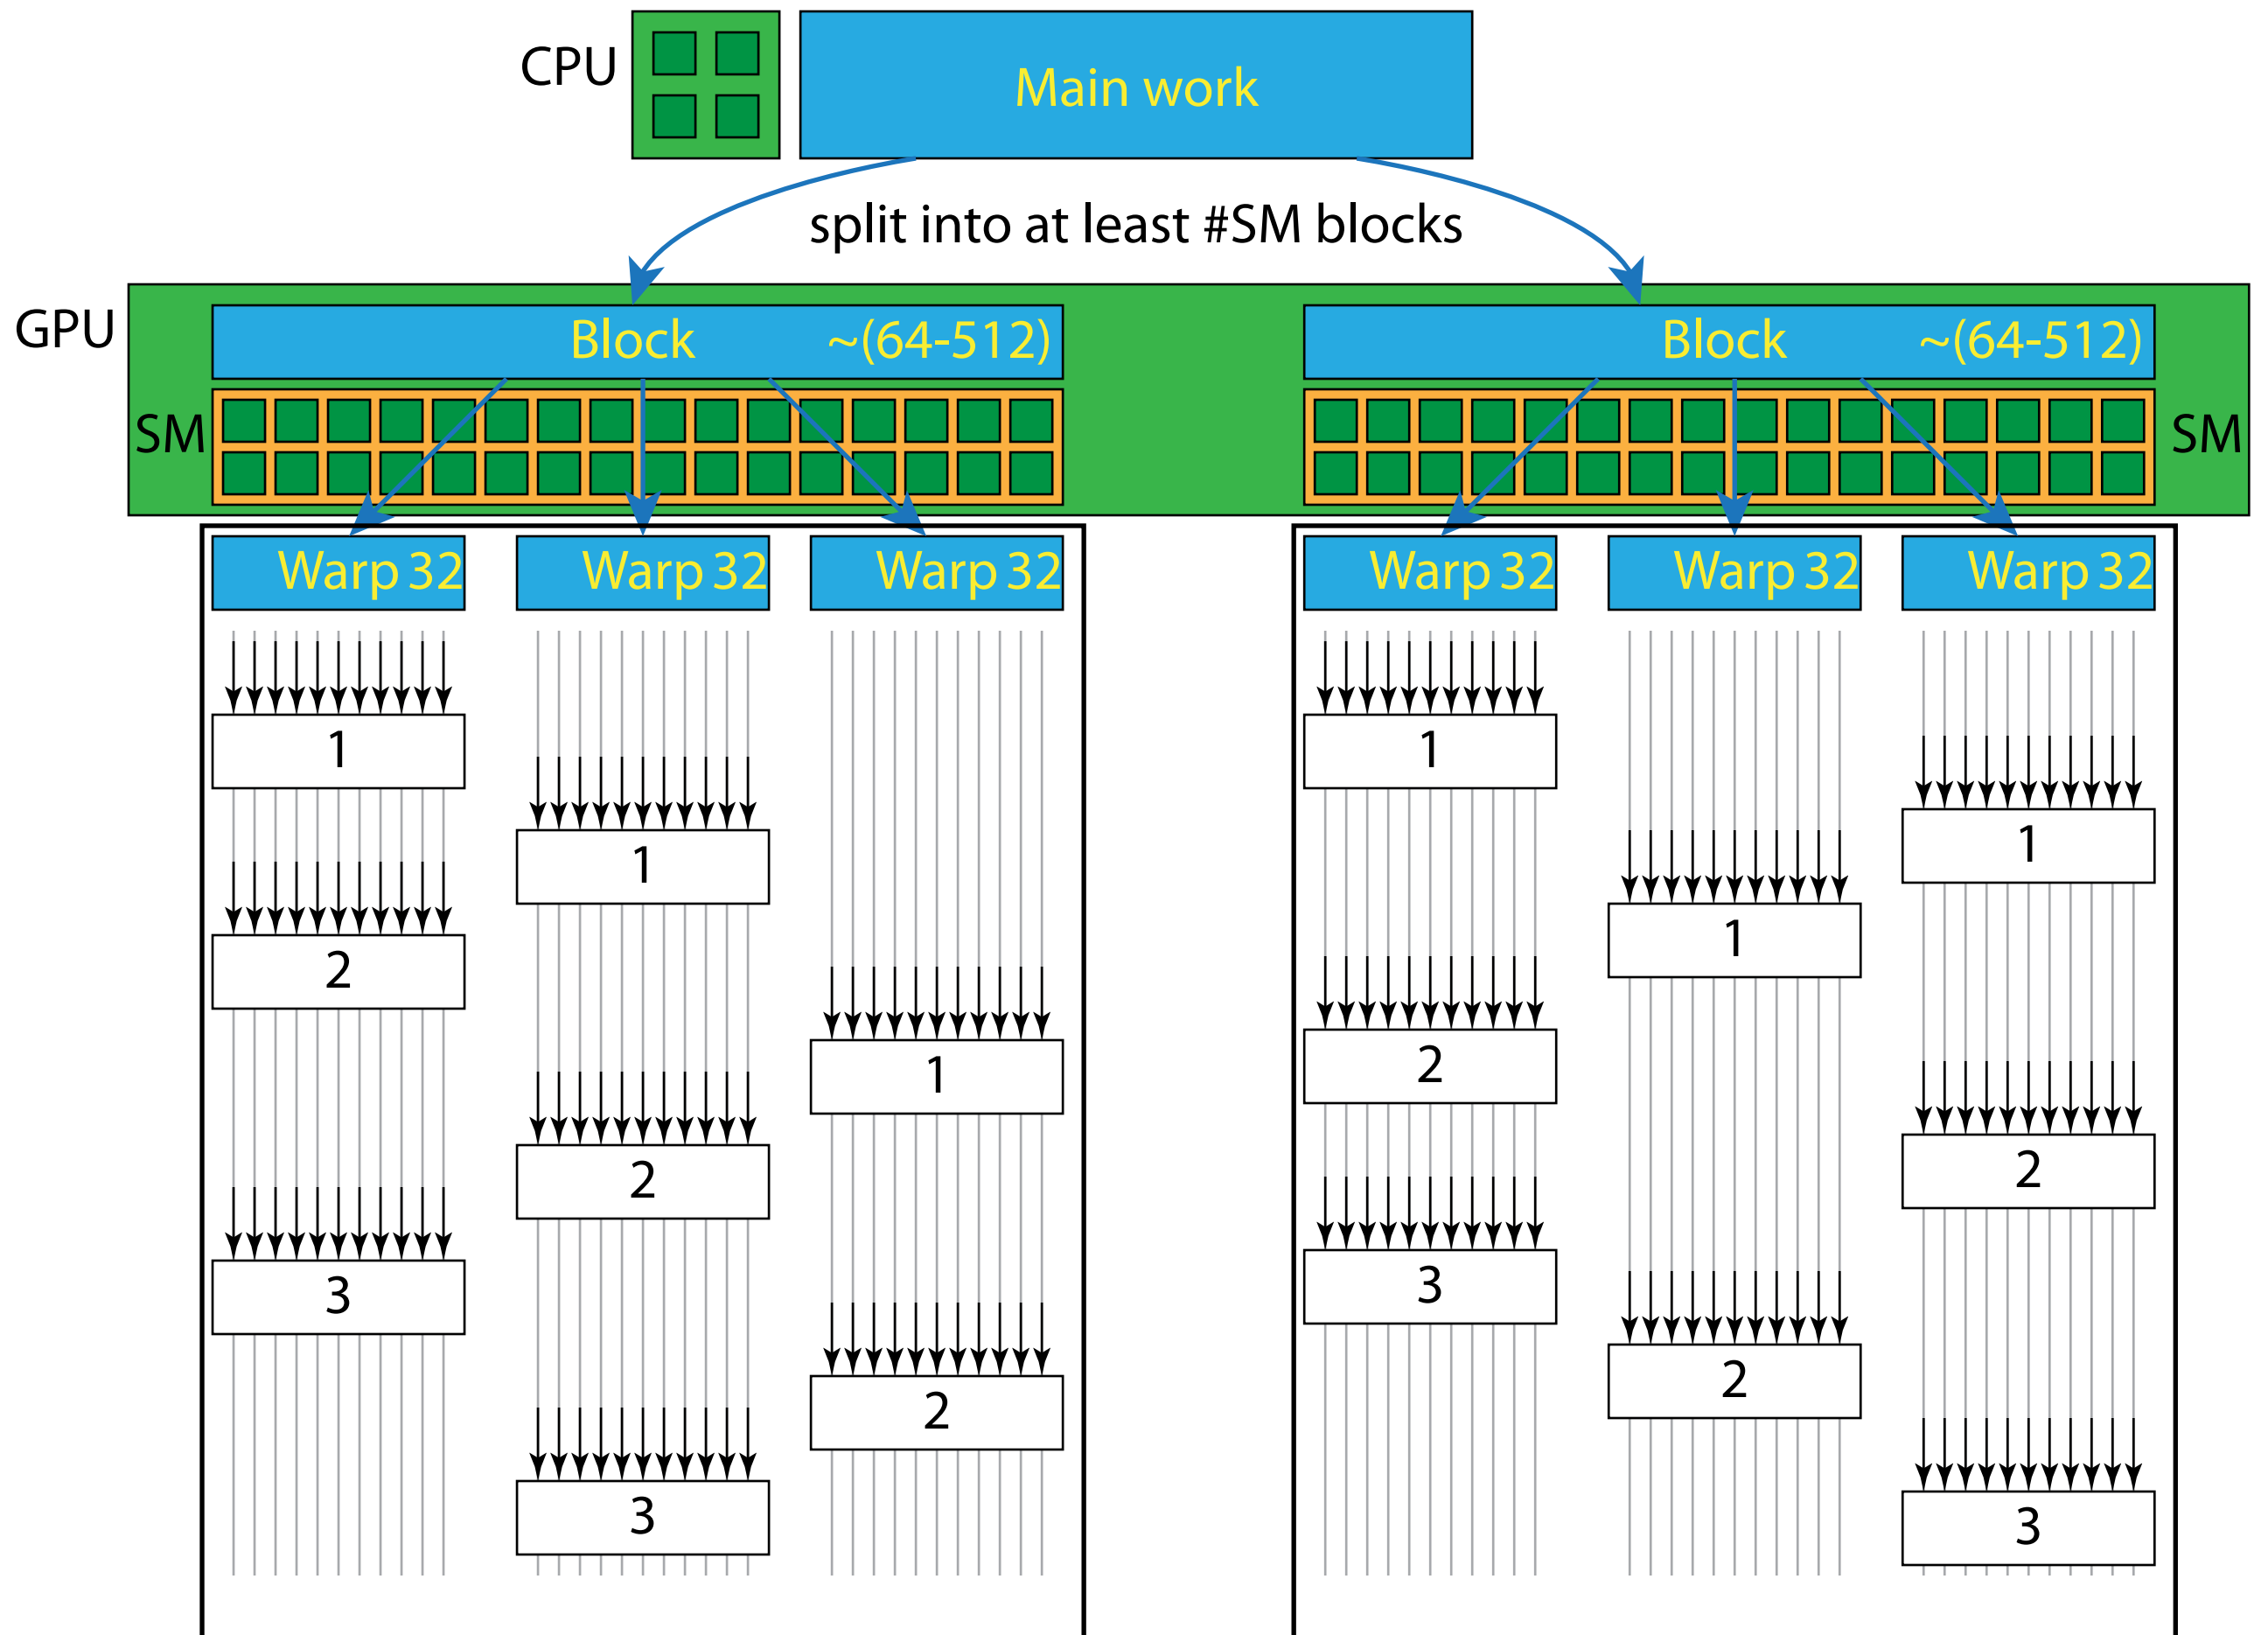 CPU
Main work
split into at least #SM blocks
GPU
Block ~(64-512)
Block ~(64-512)
SM
SM
Warp 32
Warp 32
Warp 32
Warp 32
Warp 32
Warp 32
1
1
1
1
2
1
2
1
2
2
3
3
2
2
2
3
3
3